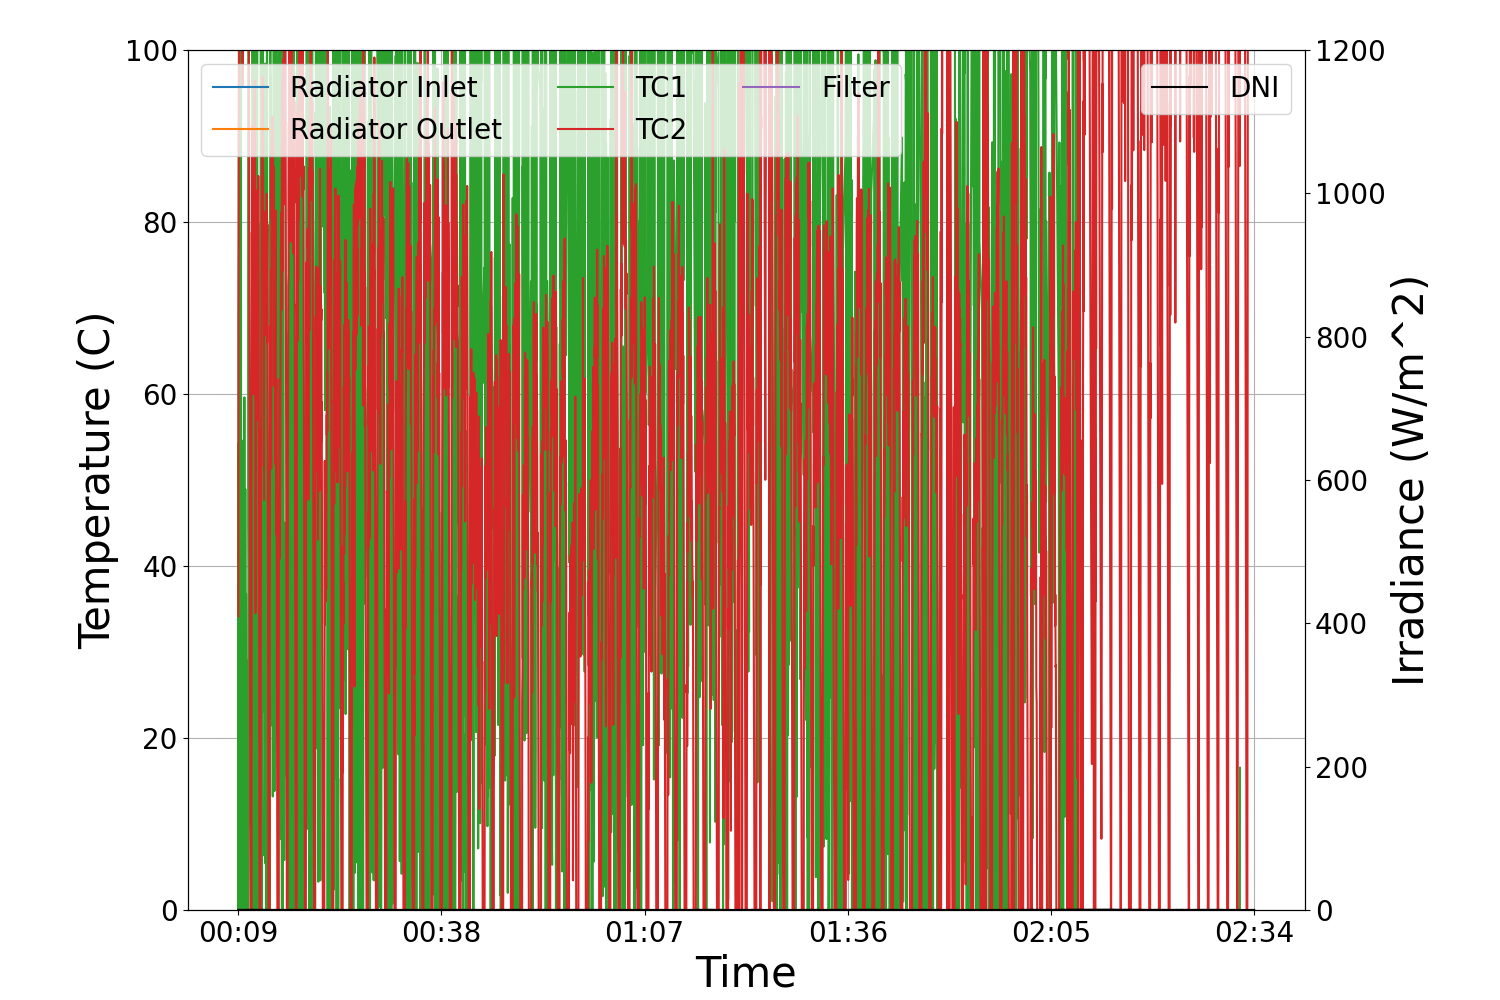 Radiator Inlet
Radiator Outlet
TC1
TC2
Filter
DNI
100
80
60
40
20
0
Temperature (C)
1200
1000
800
600
400
200
0
Irradiance (W/m^2)
00:09
00:38
01:07
01:36
02:05
02:34
Time